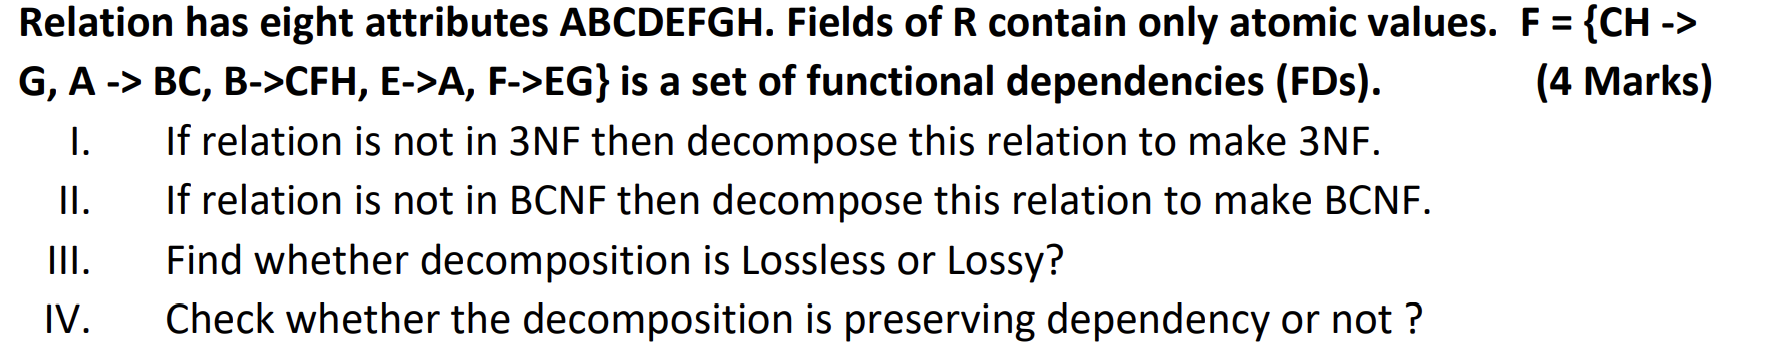 Relation has eight attributes ABCDEFGH. Fields of R contain only atomic values. F = {CH ->
G, A -> BC, B->CFH, E->A, F->EG} is a set of functional dependencies (FDs). (4 Marks)
I. If relation is not in 3NF then decompose this relation to make 3NF.
II. If relation is not in BCNF then decompose this relation to make BCNF.
III. Find whether decomposition is Lossless or Lossy?
IV. Check whether the decomposition is preserving dependency or not ?